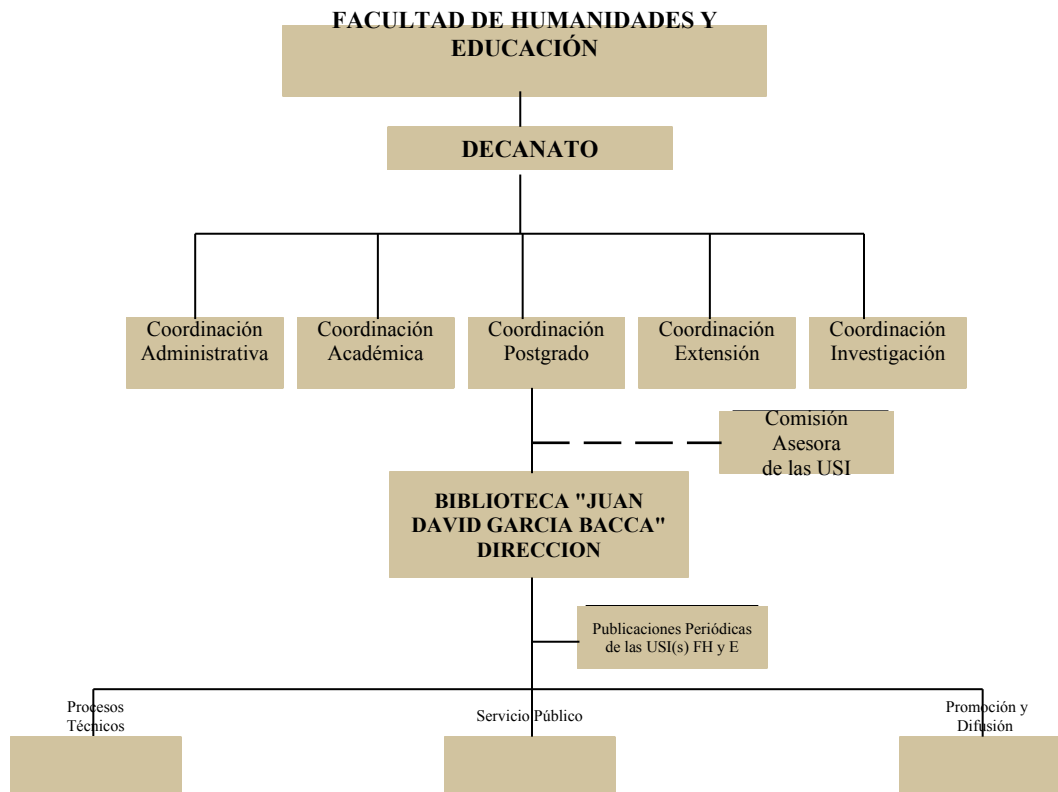 FACULTAD DE HUMANIDADES Y
EDUCACIÓN
DECANATO
Coordinación
Administrativa
Coordinación
Académica
Coordinación
Postgrado
Coordinación
Extensión
Coordinación
Investigación
Comisión
Asesora
de las USI
BIBLIOTECA "JUAN
DAVID GARCIA BACCA"
DIRECCION
Publicaciones Periódicas
de las USI(s) FH y E
Procesos
Técnicos
Servicio Público
Promoción y
Difusión